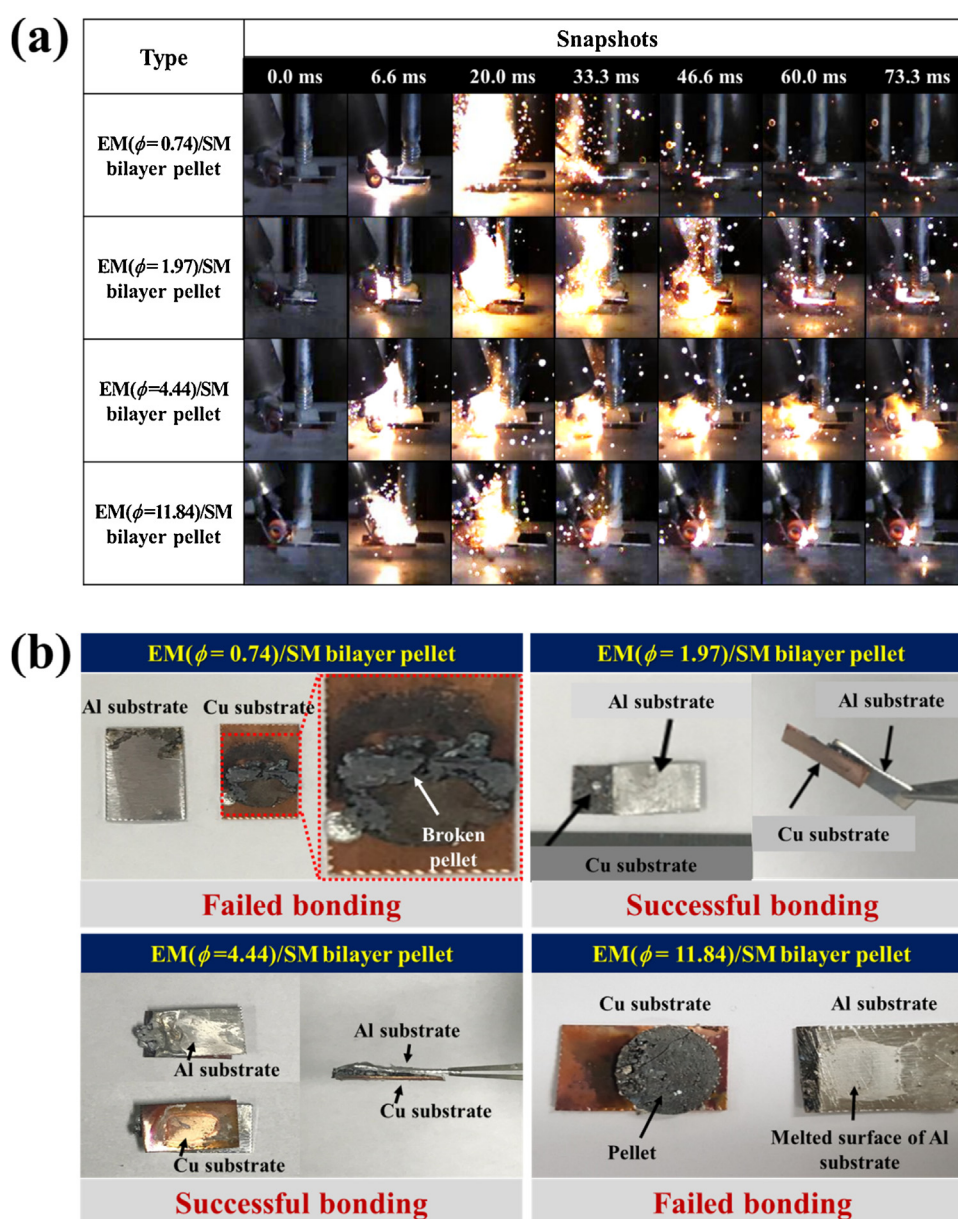 (a)
Type
Snapshots
0.0 ms 6.6 ms 20.0 ms 33.3 ms 46.6 ms 60.0 ms 73.3 ms
EM(ϕ= 0.74)/SM
bilayer pellet
EM(ϕ= 1.97)/SM
bilayer pellet
EM(ϕ=4.44)/SM
bilayer pellet
EM(ϕ=11.84)/SM
bilayer pellet
(b)
EM(ϕ= 0.74)/SM bilayer pellet
Al substrate
Cu substrate
Broken
pellet
Failed bonding
EM(ϕ= 1.97)/SM bilayer pellet
Al substrate
Cu substrate
Al substrate
Cu substrate
Successful bonding
EM(ϕ=4.44)/SM bilayer pellet
Al substrate
Cu substrate
Al substrate
Cu substrate
Successful bonding
EM(ϕ= 11.84)/SM bilayer pellet
Cu substrate
Al substrate
Pellet
Melted surface of Al
substrate
Failed bonding